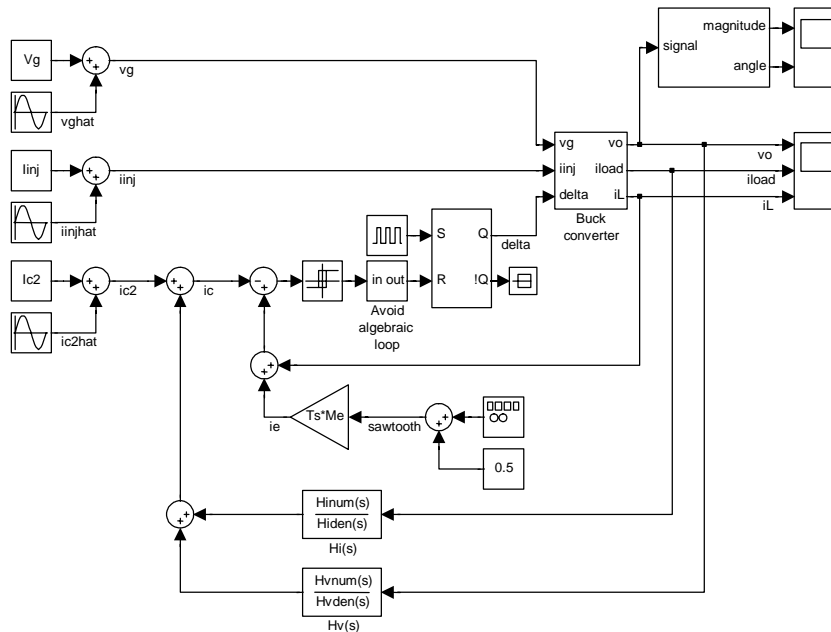 magnitude
Vg
signal
vg
angle
vghat
vg
vo
vo
Iinj
iinj
iload
iinj
iload
delta
iL
iL
iinjhat
Buck
converter
S
Q
delta
Ic2
ic2
ic
in out
R
!Q
Avoid
algebraic
loop
ic2hat
Ts*Me
ie
sawtooth
0.5
Hinum(s)
Hiden(s)
Hi(s)
Hvnum(s)
Hvden(s)
Hv(s)